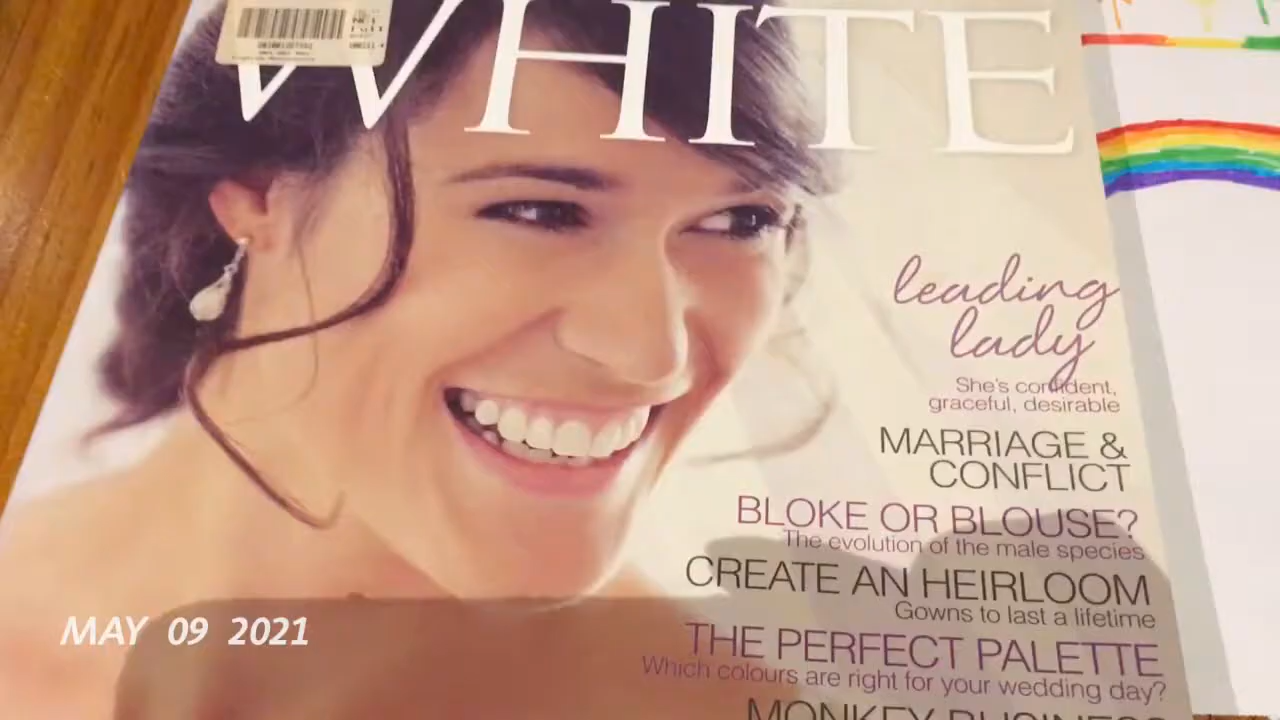 WHITE
leading
lady
She's confident,
graceful, desirable
MARRIAGE &
CONFLICT
BLOKE OR BLOUSE?
The evolution of the male species
CREATE AN HEIRLOOM
Gowns to last a lifetime
THE PERFECT PALETTE
Which colours are right for your wedding day?
MONKEY BUSINESS
MAY 09 2021